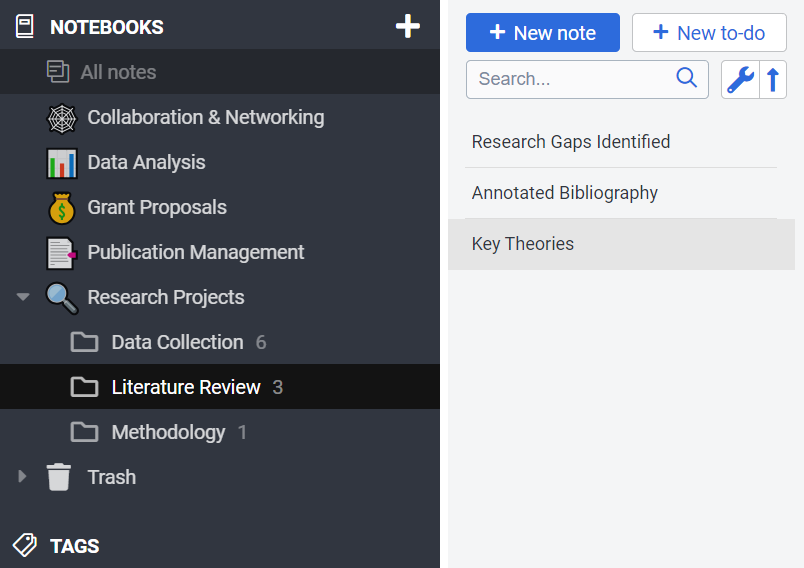 NOTEBOOKS
All notes
Collaboration & Networking
Data Analysis
Grant Proposals
Publication Management
Research Projects
Data Collection 6
Literature Review 3
Methodology 1
Trash
TAGS
New note
New to-do
Search...
Research Gaps Identified
Annotated Bibliography
Key Theories